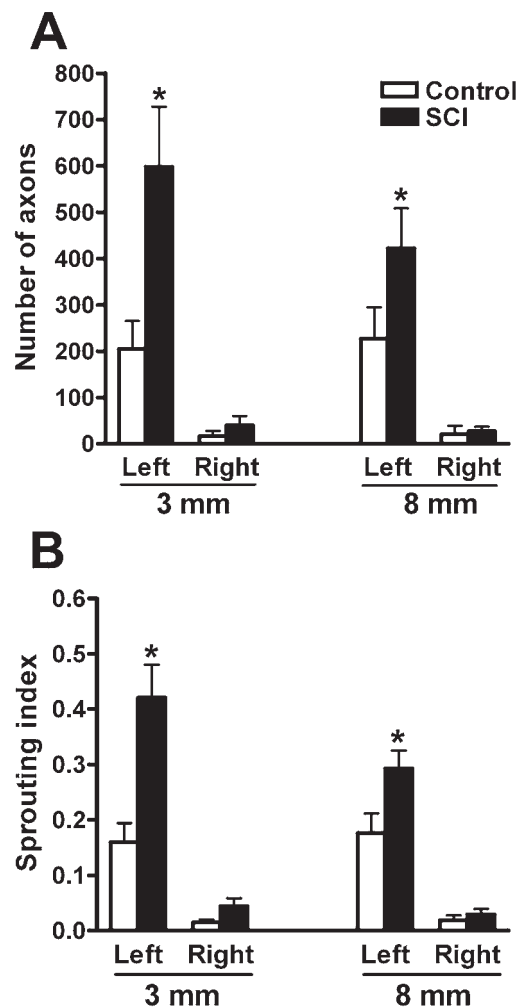 A
800
700
600
500
400
300
200
100
0
Number of axons
Control
SCI
*
*
Left Right Left Right
3 mm 8 mm
B
0.6
0.5
0.4
0.3
0.2
0.1
0.0
Sprouting index
*
*
Left Right Left Right
3 mm 8 mm